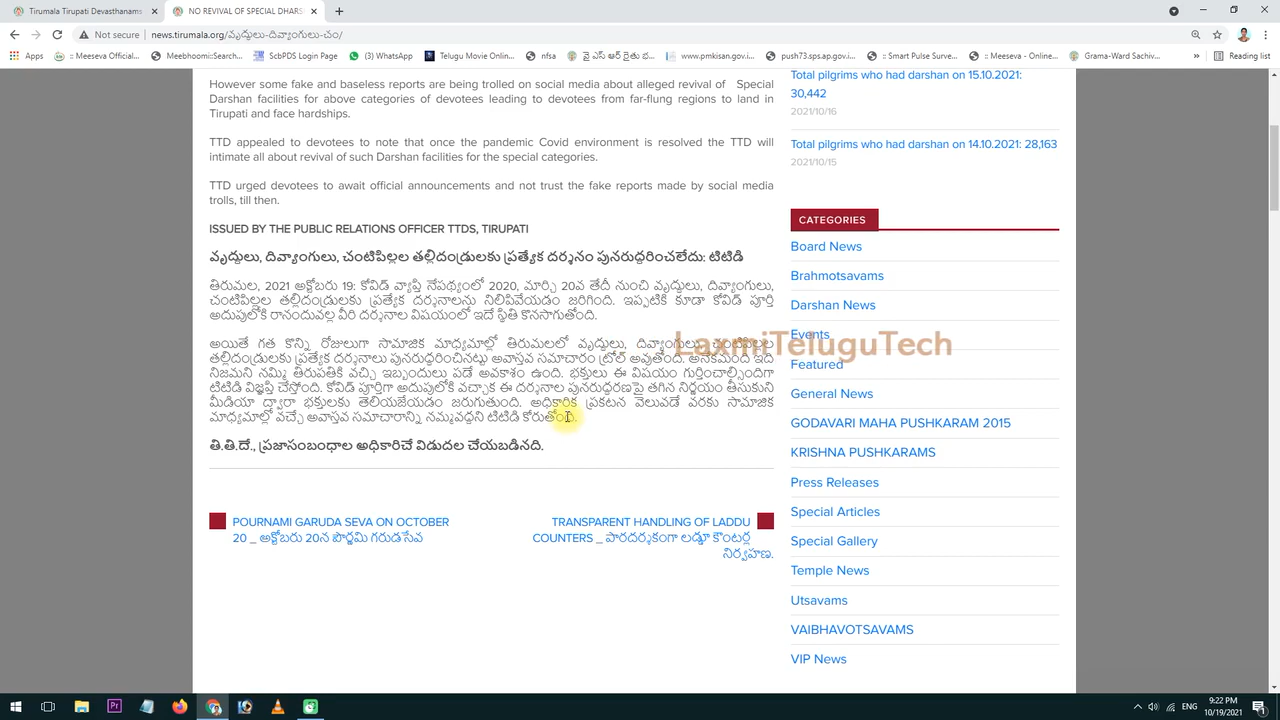 Tirumala Tirupati Devasthanams
NO REVIVAL OF SPECIAL DHARS
Not secure
news.tirumala.org/వృద్ధులు-దివ్యాంగులు-చం/
Apps
:: Meeseva Official...
Meebhoomi::Search...
ScbPDS Login Page
(3) WhatsApp
Telugu Movie Onlin...
nfsa
వై ఎస్ ఆర్ రైతు భ...
www.pmkisan.gov.i...
push73.sps.ap.gov.i...
:: Smart Pulse Surve...
:: Meeseva - Online...
Grama-Ward Sachiv...
»
Reading list
However some fake and baseless reports are being trolled on social media about alleged revival of Special
Darshan facilities for above categories of devotees leading to devotees from far-flung regions to land in
Tirupati and face hardships.
TTD appealed to devotees to note that once the pandemic Covid environment is resolved the TTD will
intimate all about revival of such Darshan facilities for the special categories.
TTD urged devotees to await official announcements and not trust the fake reports made by social media
trolls, till then.
ISSUED BY THE PUBLIC RELATIONS OFFICER TTDS, TIRUPATI
వృద్ధులు, దివ్యాంగులు, చంటిపిల్లల తల్లిదండ్రులకు ప్రత్యేక దర్శనం పునరుద్ధరించలేదు: టిటిడి
తిరుమల, 2021 అక్టోబరు 19: కోవిడ్ వ్యాప్తి నేపథ్యంలో 2020, మార్చి 20వ తేదీ నుంచి వృద్ధులు, దివ్యాంగులు,
చంటిపిల్లల తల్లిదండ్రులకు ప్రత్యేక దర్శనాలను నిలిపివేయడం జరిగింది. ఇప్పటికి కూడా కోవిడ్ పూర్తి
అదుపులోకి రానందువల్ల వీరి దర్శనాల విషయంలో ఇదే స్థితి కొనసాగుతోంది.
అయితే గత కొన్ని రోజులుగా సామాజిక మాధ్యమాల్లో తిరుమలలో వృద్ధులు, దివ్యాంగులు, చంటిపిల్లల
తల్లిదండ్రులకు ప్రత్యేక దర్శనాలు పునరుద్ధరించినట్టు అవాస్తవ సమాచారం ట్రోల్ అవుతోంది. అనేకమంది ఇది
నిజమని నమ్మి తిరుపతికి వచ్చి ఇబ్బందులు పడే అవకాశం ఉంది. భక్తులు ఈ విషయం గుర్తించాల్సిందిగా
టిటిడి విజ్ఞప్తి చేస్తోంది. కోవిడ్ పూర్తిగా అదుపులోకి వచ్చాక ఈ దర్శనాల పునరుద్ధరణపై తగిన నిర్ణయం తీసుకుని
మీడియా ద్వారా భక్తులకు తెలియజేయడం జరుగుతుంది. అధికారిక ప్రకటన వెలువడే వరకు సామాజిక
మాధ్యమాల్లో వచ్చే అవాస్తవ సమాచారాన్ని నమ్మవద్దని టిటిడి కోరుతోంది.
తి.తి.దే., ప్రజాసంబంధాల అధికారిచే విడుదల చేయబడినది.
POURNAMI GARUDA SEVA ON OCTOBER
20 _ అక్టోబరు 20న పౌర్ణమి గరుడసేవ
TRANSPARENT HANDLING OF LADDU
COUNTERS _ పారదర్శకంగా లడ్డూ కౌంటర్ల
నిర్వహణ.
Total pilgrims who had darshan on 15.10.2021:
30,442
2021/10/16
Total pilgrims who had darshan on 14.10.2021: 28,163
2021/10/15
CATEGORIES
Board News
Brahmotsavams
Darshan News
Events
Featured
General News
GODAVARI MAHA PUSHKARAM 2015
KRISHNA PUSHKARAMS
Press Releases
Special Articles
Special Gallery
Temple News
Utsavams
VAIBHAVOTSAVAMS
VIP News
LaxmiTeluguTech
ENG
9:22 PM
10/19/2021